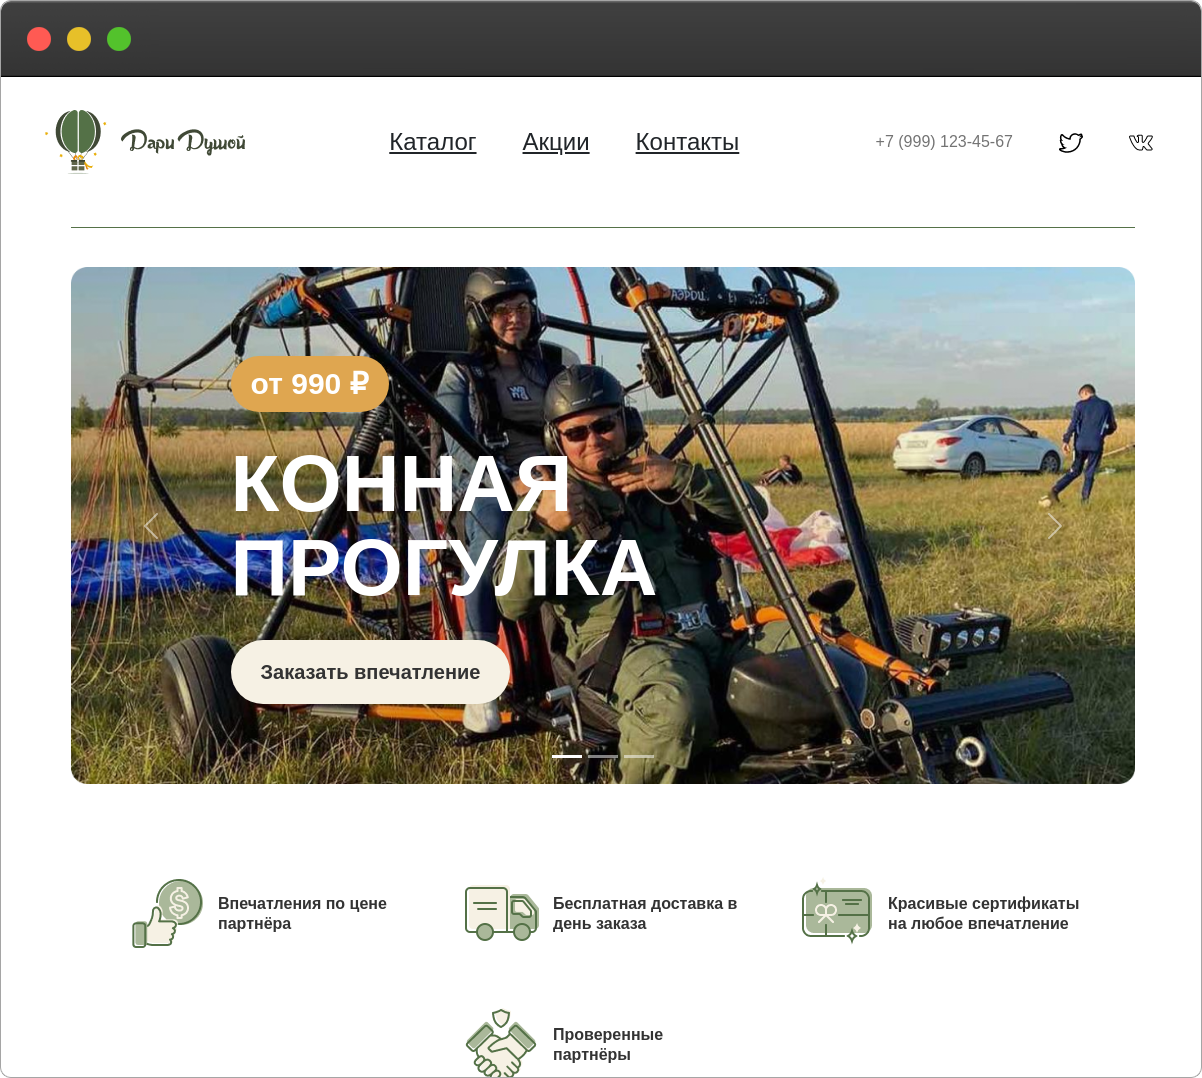 Дари Душой
Каталог
Акции
Контакты
+7 (999) 123-45-67
от 990 ₽
КОННАЯ
ПРОГУЛКА
Заказать впечатление
Впечатления по цене
партнёра
Бесплатная доставка в
день заказа
Красивые сертификаты
на любое впечатление
Проверенные
партнёры